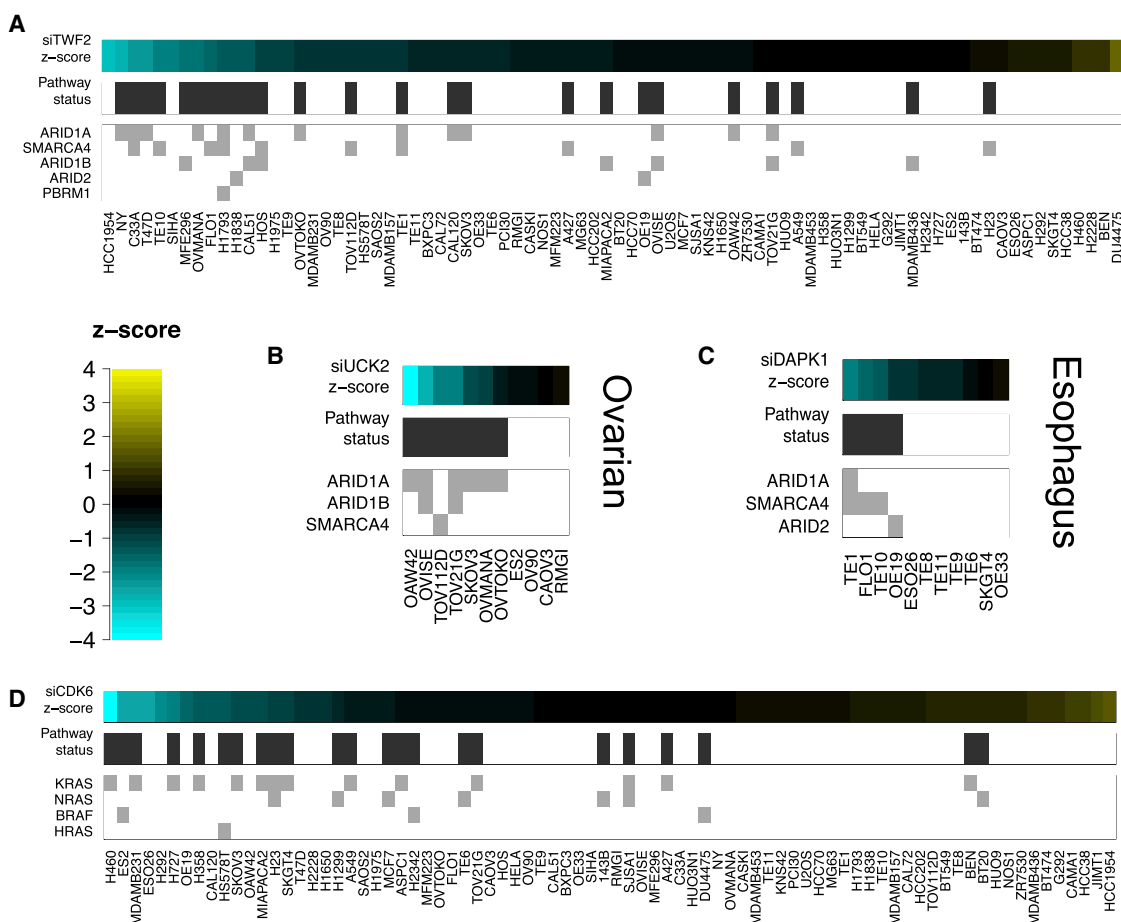 A
siTWF2
z-score
Pathway
status
ARID1A
SMARCA4
ARID1B
ARID2
PBRM1
HCC1954
NY
C33A
T47D
TE10
SIHA
MFE296
OVMANA
FLO1
H1793
H1838
CAL51
HOS
H1975
TE9
OVTOKO
MDAMB231
OV90
TE8
TOV112D
HS578T
SAOS2
MDAMB157
TE1
TE11
BXPC3
CAL72
CAL120
SKOV3
OE33
TE6
PCI30
RMGI
CASKI
NOS1
MFM223
A427
MG63
HCC202
MIAPACA2
BT20
HCC70
OE19
OVISE
U2OS
MCF7
SJSA1
KNS42
H1650
OAW42
ZR7530
CAMA1
TOV21G
HUO9
A549
MDAMB453
H358
HUO3N1
H1299
BT549
HELA
G292
JIMT1
MDAMB436
H2342
H727
ES2
143B
BT474
H23
CAOV3
ESO26
ASPC1
H292
SKGT4
HCC38
H460
H2228
BEN
DU4475
z−score
4
3
2
1
0
−1
−2
−3
−4
B
siUCK2
z-score
Pathway
status
ARID1A
ARID1B
SMARCA4
OAW42
OVISE
TOV112D
TOV21G
SKOV3
OVMANA
OVTOKO
ES2
OV90
CAOV3
RMGI
Ovarian
C
siDAPK1
z-score
Pathway
status
ARID1A
SMARCA4
ARID2
TE1
FLO1
TE10
OE19
ESO26
TE8
TE11
TE9
TE6
SKGT4
OE33
Esophagus
D
siCDK6
z-score
Pathway
status
KRAS
NRAS
BRAF
HRAS
H460
ES2
MDAMB231
ESO26
H292
H727
OE19
H358
CAL120
HS578T
SKOV3
OAW42
MIAPACA2
H23
SKGT4
T47D
H2228
H1650
H1299
A549
SAOS2
H1975
MCF7
ASPC1
H2342
MFM223
OVTOKO
FLO1
TE6
TOV21G
CAOV3
HOS
HELA
OV90
TE9
CAL51
BXPC3
OE33
SIHA
143B
RMGI
SJSA1
OVISE
MFE296
A427
C33A
HUO3N1
DU4475
NY
OVMANA
CASKI
MDAMB453
TE11
KNS42
PCI30
U2OS
HCC70
MG63
TE1
H1793
H1838
TE10
MDAMB157
CAL72
HCC202
TOV112D
BT549
TE8
BEN
BT20
HUO9
NOS1
ZR7530
MDAMB436
BT474
G292
CAMA1
HCC38
JIMT1
HCC1954